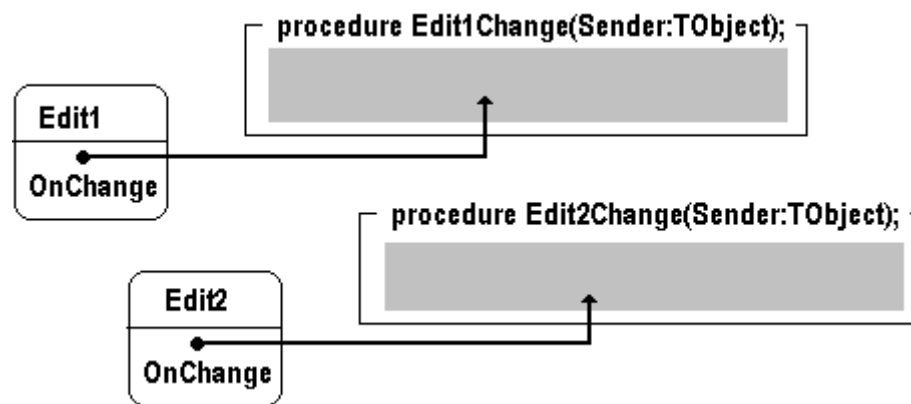 procedure Edit1Change(Sender:TObject);
Edit1
OnChange
procedure Edit2Change(Sender:TObject);
Edit2
OnChange